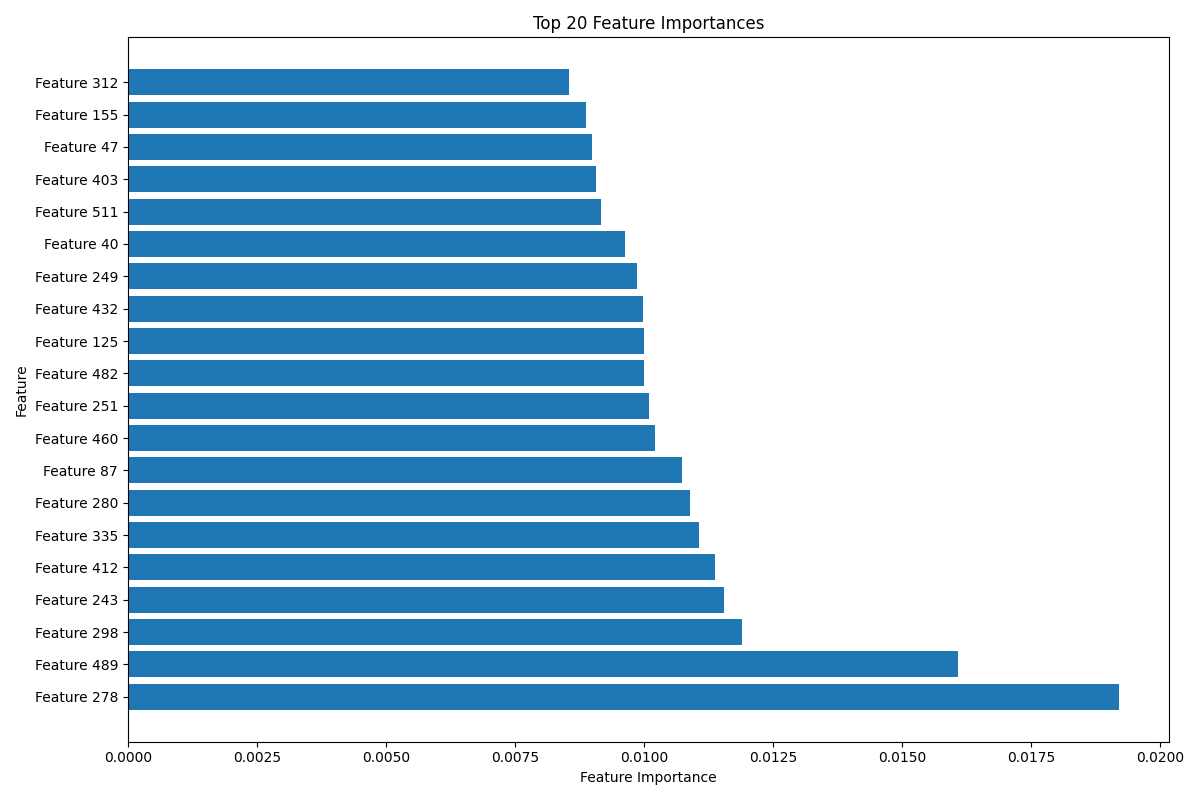 Top 20 Feature Importances
Feature
Feature 312
Feature 155
Feature 47
Feature 403
Feature 511
Feature 40
Feature 249
Feature 432
Feature 125
Feature 482
Feature 251
Feature 460
Feature 87
Feature 280
Feature 335
Feature 412
Feature 243
Feature 298
Feature 489
Feature 278
0.0000 0.0025 0.0050 0.0075 0.0100 0.0125 0.0150 0.0175 0.0200
Feature Importance